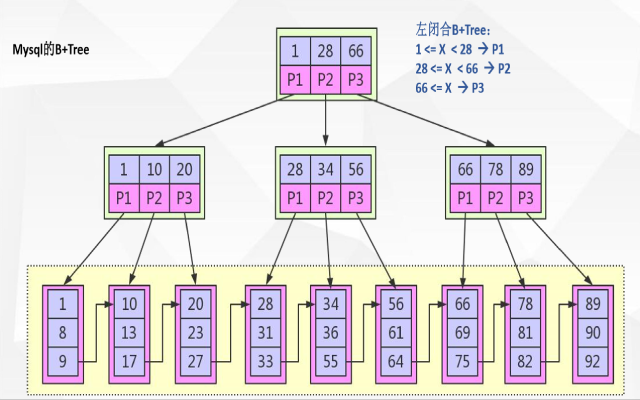 Mysql的B+Tree
左闭合B+Tree：
1 <= X < 28 → P1
28 <= X < 66 → P2
66 <= X → P3
1 28 66
P1 P2 P3
1 10 20
P1 P2 P3
28 34 56
P1 P2 P3
66 78 89
P1 P2 P3
1 10 20 28 34 56 66 78 89
8 13 23 31 36 61 69 81 90
9 17 27 33 55 64 75 82 92